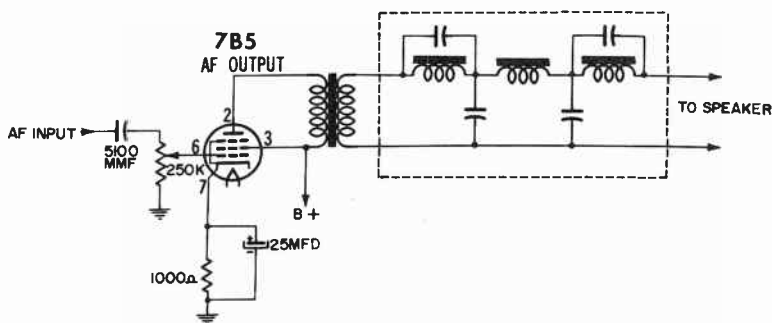 7B5
AF OUTPUT
2
AF INPUT
5100
MMF
250K
6
3
7
B+
25MFD
1000Ω
TO SPEAKER
+
-